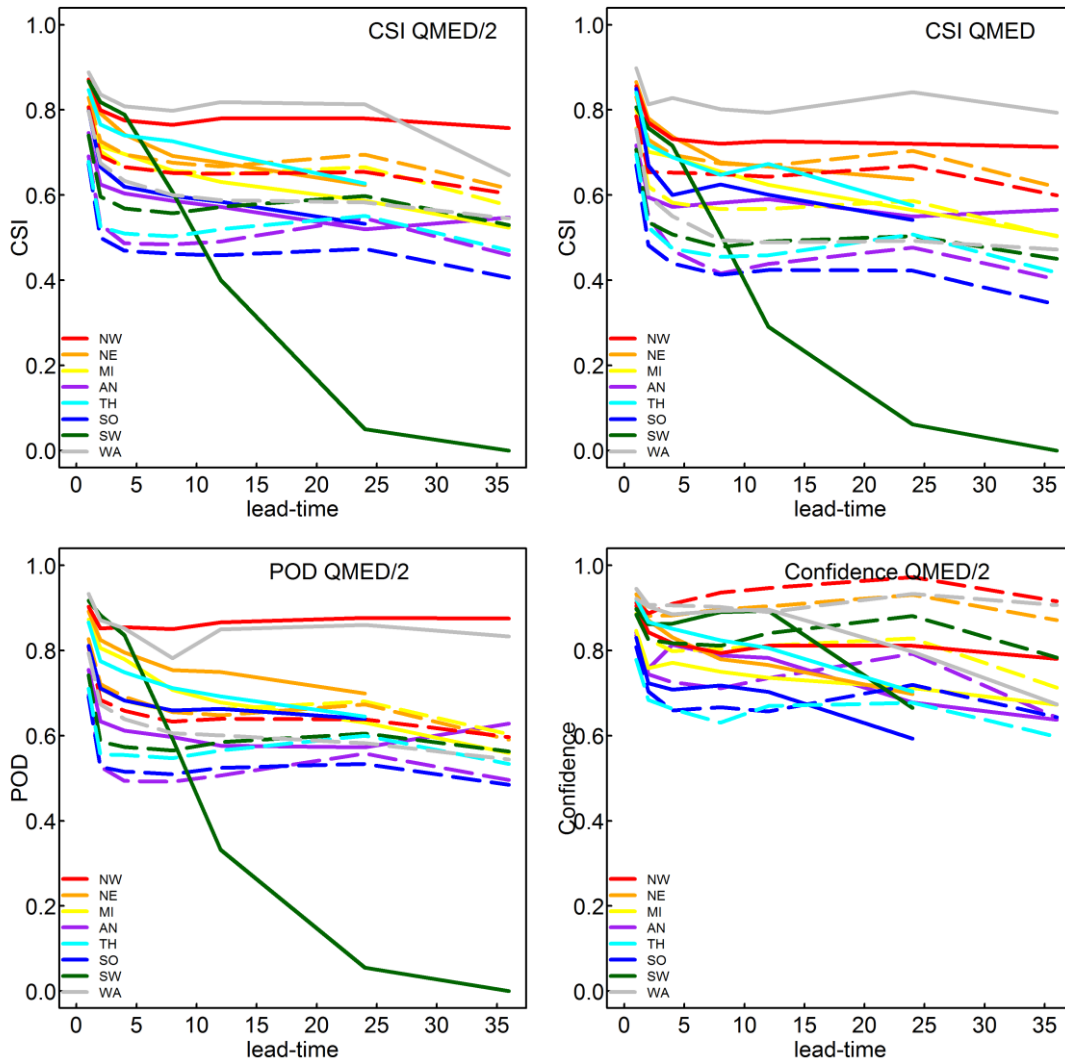 CSI QMED/2
CSI
1.0
0.8
0.6
0.4
0.2
0.0
NW
NE
MI
AN
TH
SO
SW
WA
0 5 10 15 20 25 30 35
lead-time
CSI QMED
CSI
1.0
0.8
0.6
0.4
0.2
0.0
NW
NE
MI
AN
TH
SO
SW
WA
0 5 10 15 20 25 30 35
lead-time
POD QMED/2
POD
1.0
0.8
0.6
0.4
0.2
0.0
NW
NE
MI
AN
TH
SO
SW
WA
0 5 10 15 20 25 30 35
lead-time
Confidence QMED/2
Confidence
1.0
0.8
0.6
0.4
0.2
0.0
NW
NE
MI
AN
TH
SO
SW
WA
0 5 10 15 20 25 30 35
lead-time